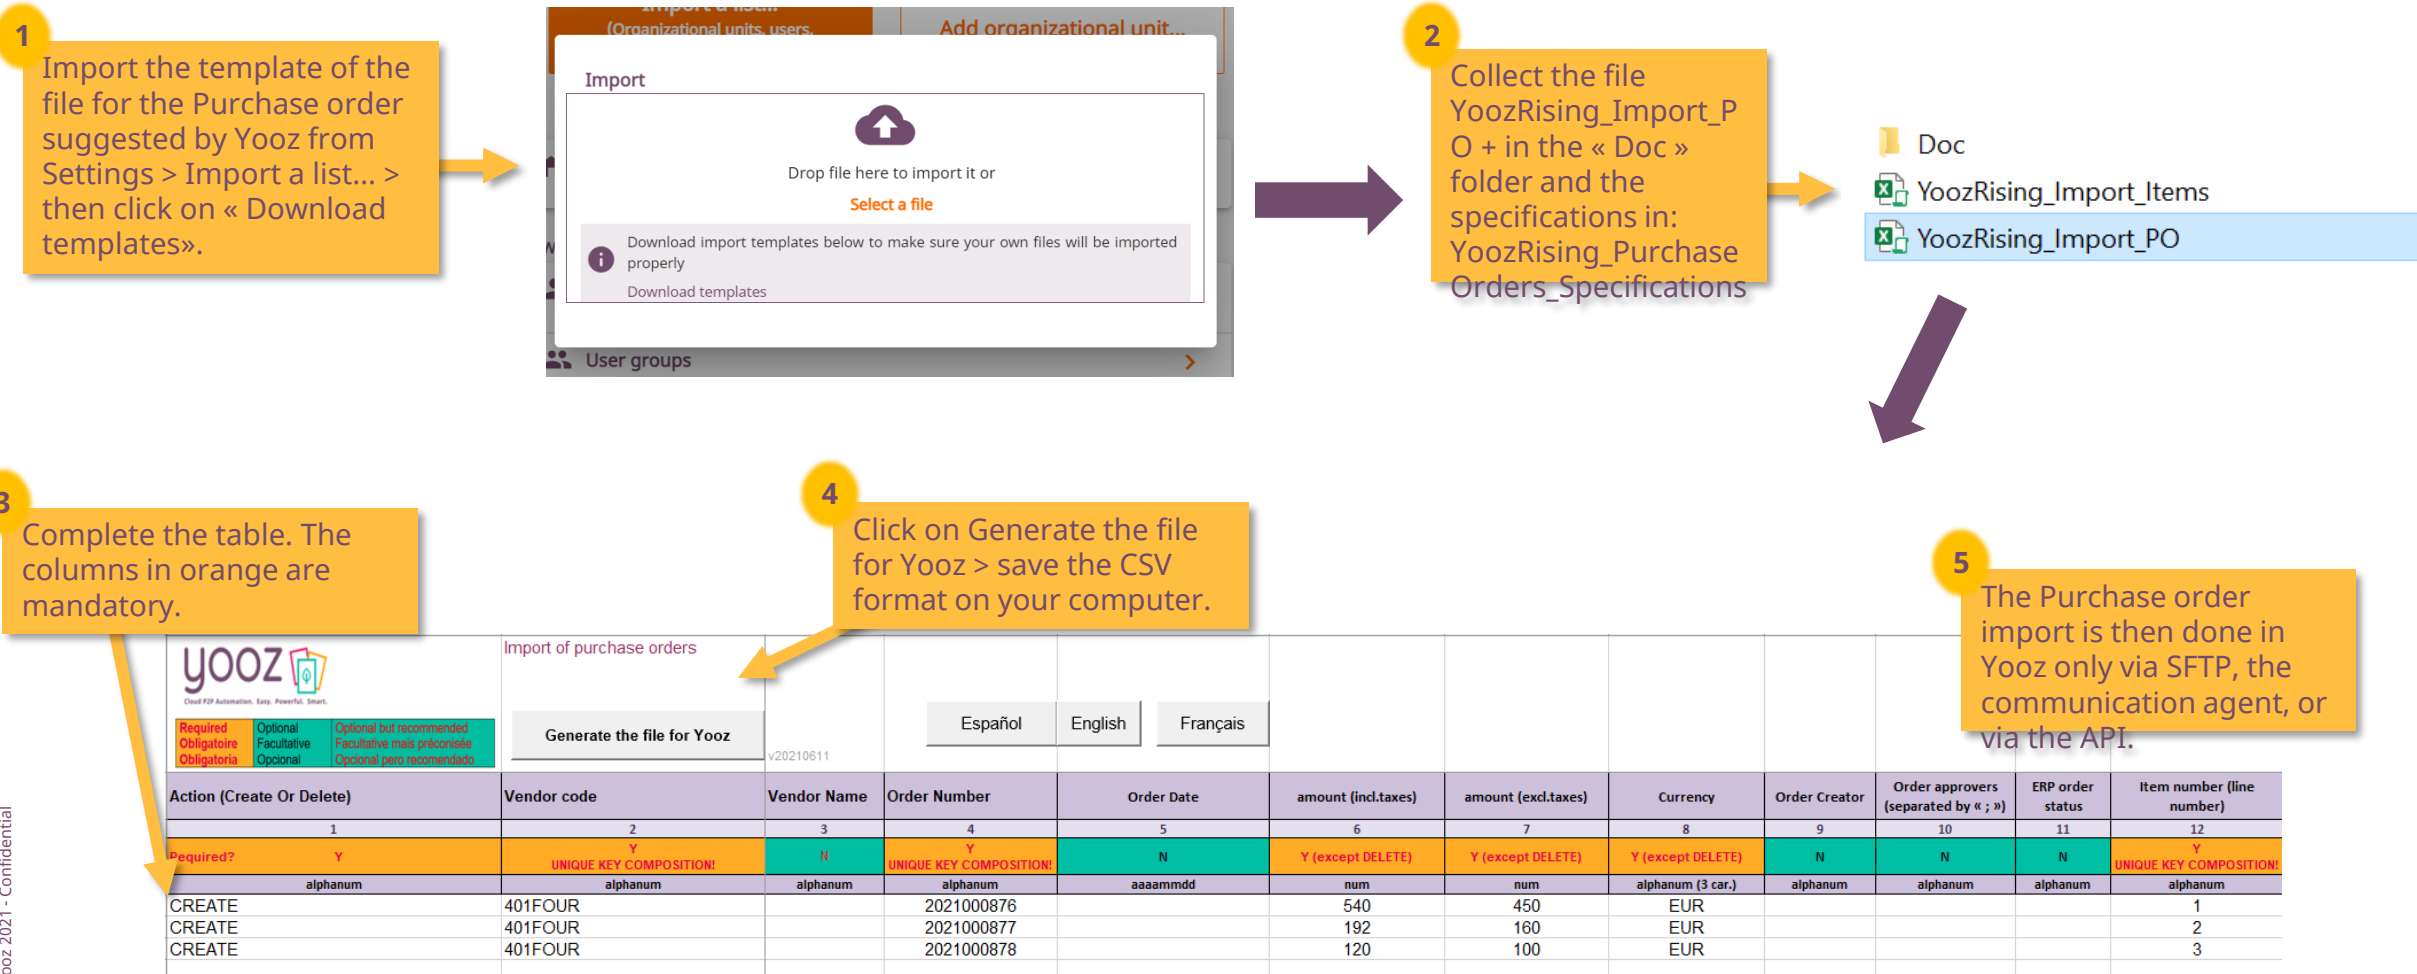 1
Import the template of the
file for the Purchase order
suggested by Yooz from
Settings > Import a list... >
then click on « Download
templates».
(Organizational units, users,
Add organizational unit...
Import
Drop file here to import it or
Select a file
Download import templates below to make sure your own files will be imported
properly
Download templates
User groups
2
Collect the file
YoozRising_Import_P
O + in the « Doc »
folder and the
specifications in:
YoozRising_Purchase
Orders_Specifications
Doc
YoozRising_Import_Items
YoozRising_Import_PO
3
Complete the table. The
columns in orange are
mandatory.
4
Click on Generate the file
for Yooz > save the CSV
format on your computer.
5
The Purchase order
import is then done in
Yooz only via SFTP, the
communication agent, or
via the API.
yooz
Cloud P2P Automation. Easy. Powerful. Smart.
Import of purchase orders
Required Optional Optional but recommended
Obligatoire Facultative Facultative mais préconisée
Obligatoria Opcional Opcional pero recomendado
Generate the file for Yooz
v20210611
Español English Français
Action (Create Or Delete) Vendor code Vendor Name Order Number Order Date amount (incl.taxes) amount (excl.taxes) Currency Order Creator Order approvers (separated by « ; ») ERP order status Item number (line number)
1 2 3 4 5 6 7 8 9 10 11 12
Required? Y Y UNIQUE KEY COMPOSITION! N Y UNIQUE KEY COMPOSITION! N Y (except DELETE) Y (except DELETE) Y (except DELETE) N N N Y UNIQUE KEY COMPOSITION!
alphanum alphanum alphanum alphanum aaaammdd num num alphanum (3 car.) alphanum alphanum alphanum alphanum
CREATE 401FOUR 2021000876 540 450 EUR 1
CREATE 401FOUR 2021000877 192 160 EUR 2
CREATE 401FOUR 2021000878 120 100 EUR 3
2021 - Confidential